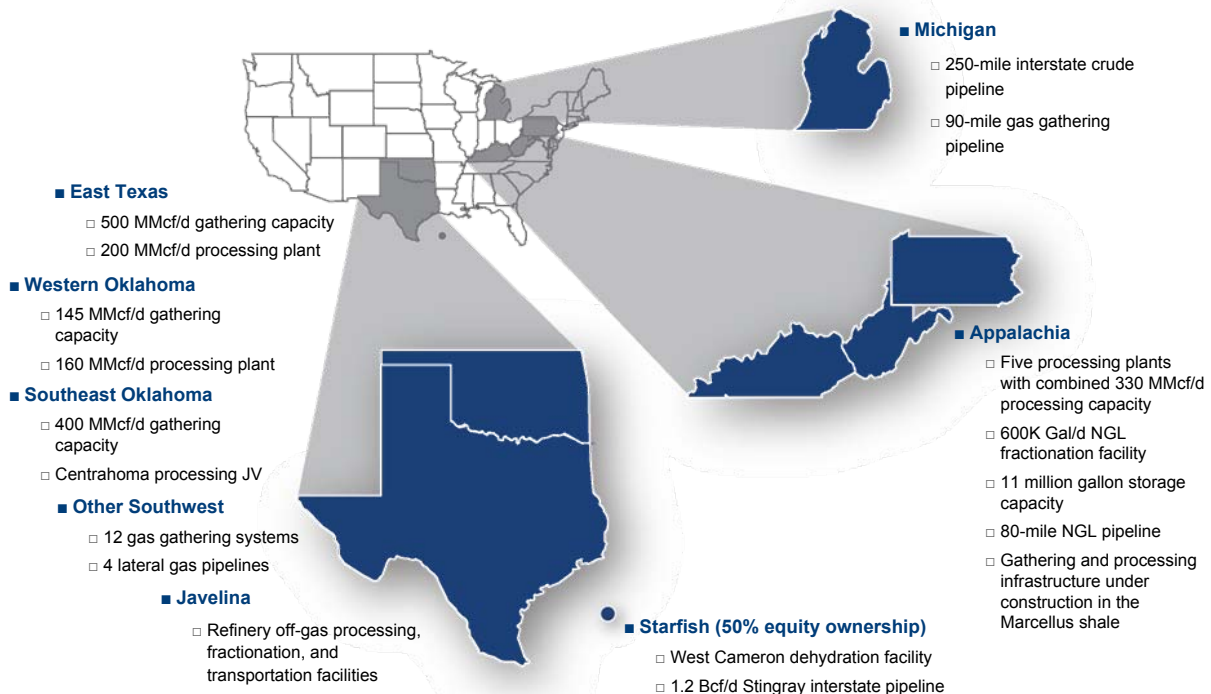 ■ Michigan
□ 250-mile interstate crude
pipeline
□ 90-mile gas gathering
pipeline
■ East Texas
□ 500 MMcf/d gathering capacity
□ 200 MMcf/d processing plant
■ Western Oklahoma
□ 145 MMcf/d gathering
capacity
□ 160 MMcf/d processing plant
■ Southeast Oklahoma
□ 400 MMcf/d gathering
capacity
□ Centrahoma processing JV
■ Other Southwest
□ 12 gas gathering systems
□ 4 lateral gas pipelines
■ Javelina
□ Refinery off-gas processing,
fractionation, and
transportation facilities
■ Appalachia
□ Five processing plants
with combined 330 MMcf/d
processing capacity
□ 600K Gal/d NGL
fractionation facility
□ 11 million gallon storage
capacity
□ 80-mile NGL pipeline
□ Gathering and processing
infrastructure under
construction in the
Marcellus shale
■ Starfish (50% equity ownership)
□ West Cameron dehydration facility
□ 1.2 Bcf/d Stingray interstate pipeline